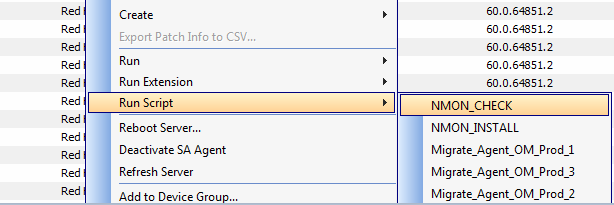 Red
Create
60.0.64851.2
Red
Export Patch Info to CSV...
60.0.64851.2
Red
60.0.64851.2
Red
Run
60.0.64851.2
Red
Run Extension
60.0.64851.2
Red
Run Script
NMON_CHECK
Red
Reboot Server...
NMON_INSTALL
Red
Deactivate SA Agent
Migrate_Agent_OM_Prod_1
Red
Refresh Server
Migrate_Agent_OM_Prod_3
Red
Add to Device Group...
Migrate_Agent_OM_Prod_2